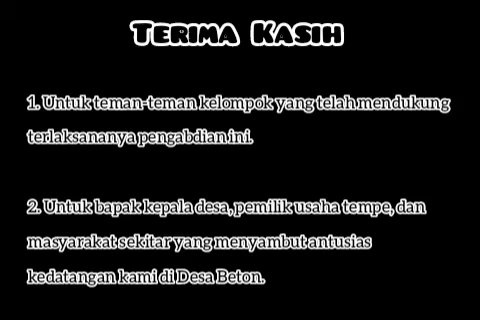 Terima Kasih
1. Untuk teman-teman kelompok yang telah mendukung
terlaksananya pengabdian ini.
2. Untuk bapak kepala desa, pemilik usaha tempe, dan
masyarakat sekitar yang menyambut antusias
kedatangan kami di Desa Beton.